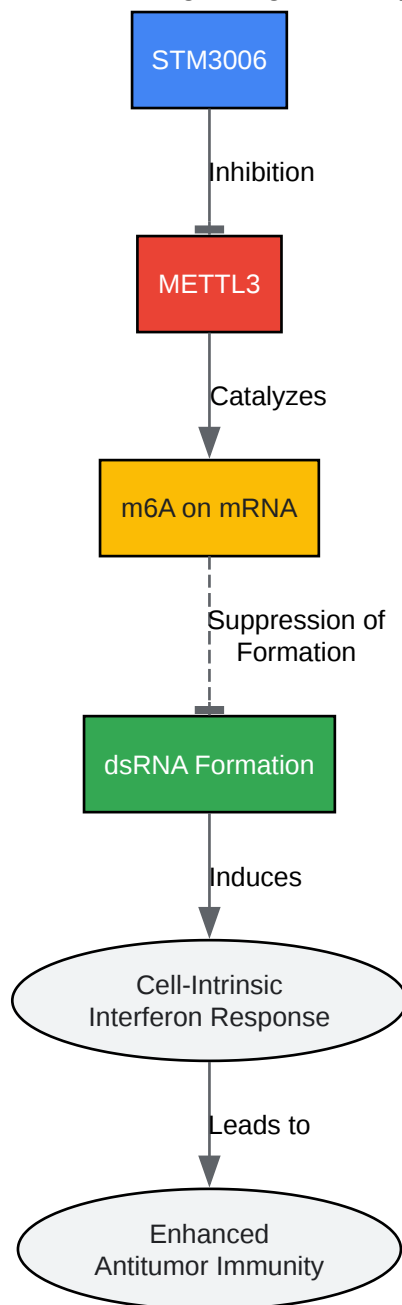 STM3006
Inhibition
METTL3
Catalyzes
m6A on mRNA
Suppression of
Formation
dsRNA Formation
Induces
Cell-Intrinsic
Interferon Response
Leads to
Enhanced
Antitumor Immunity